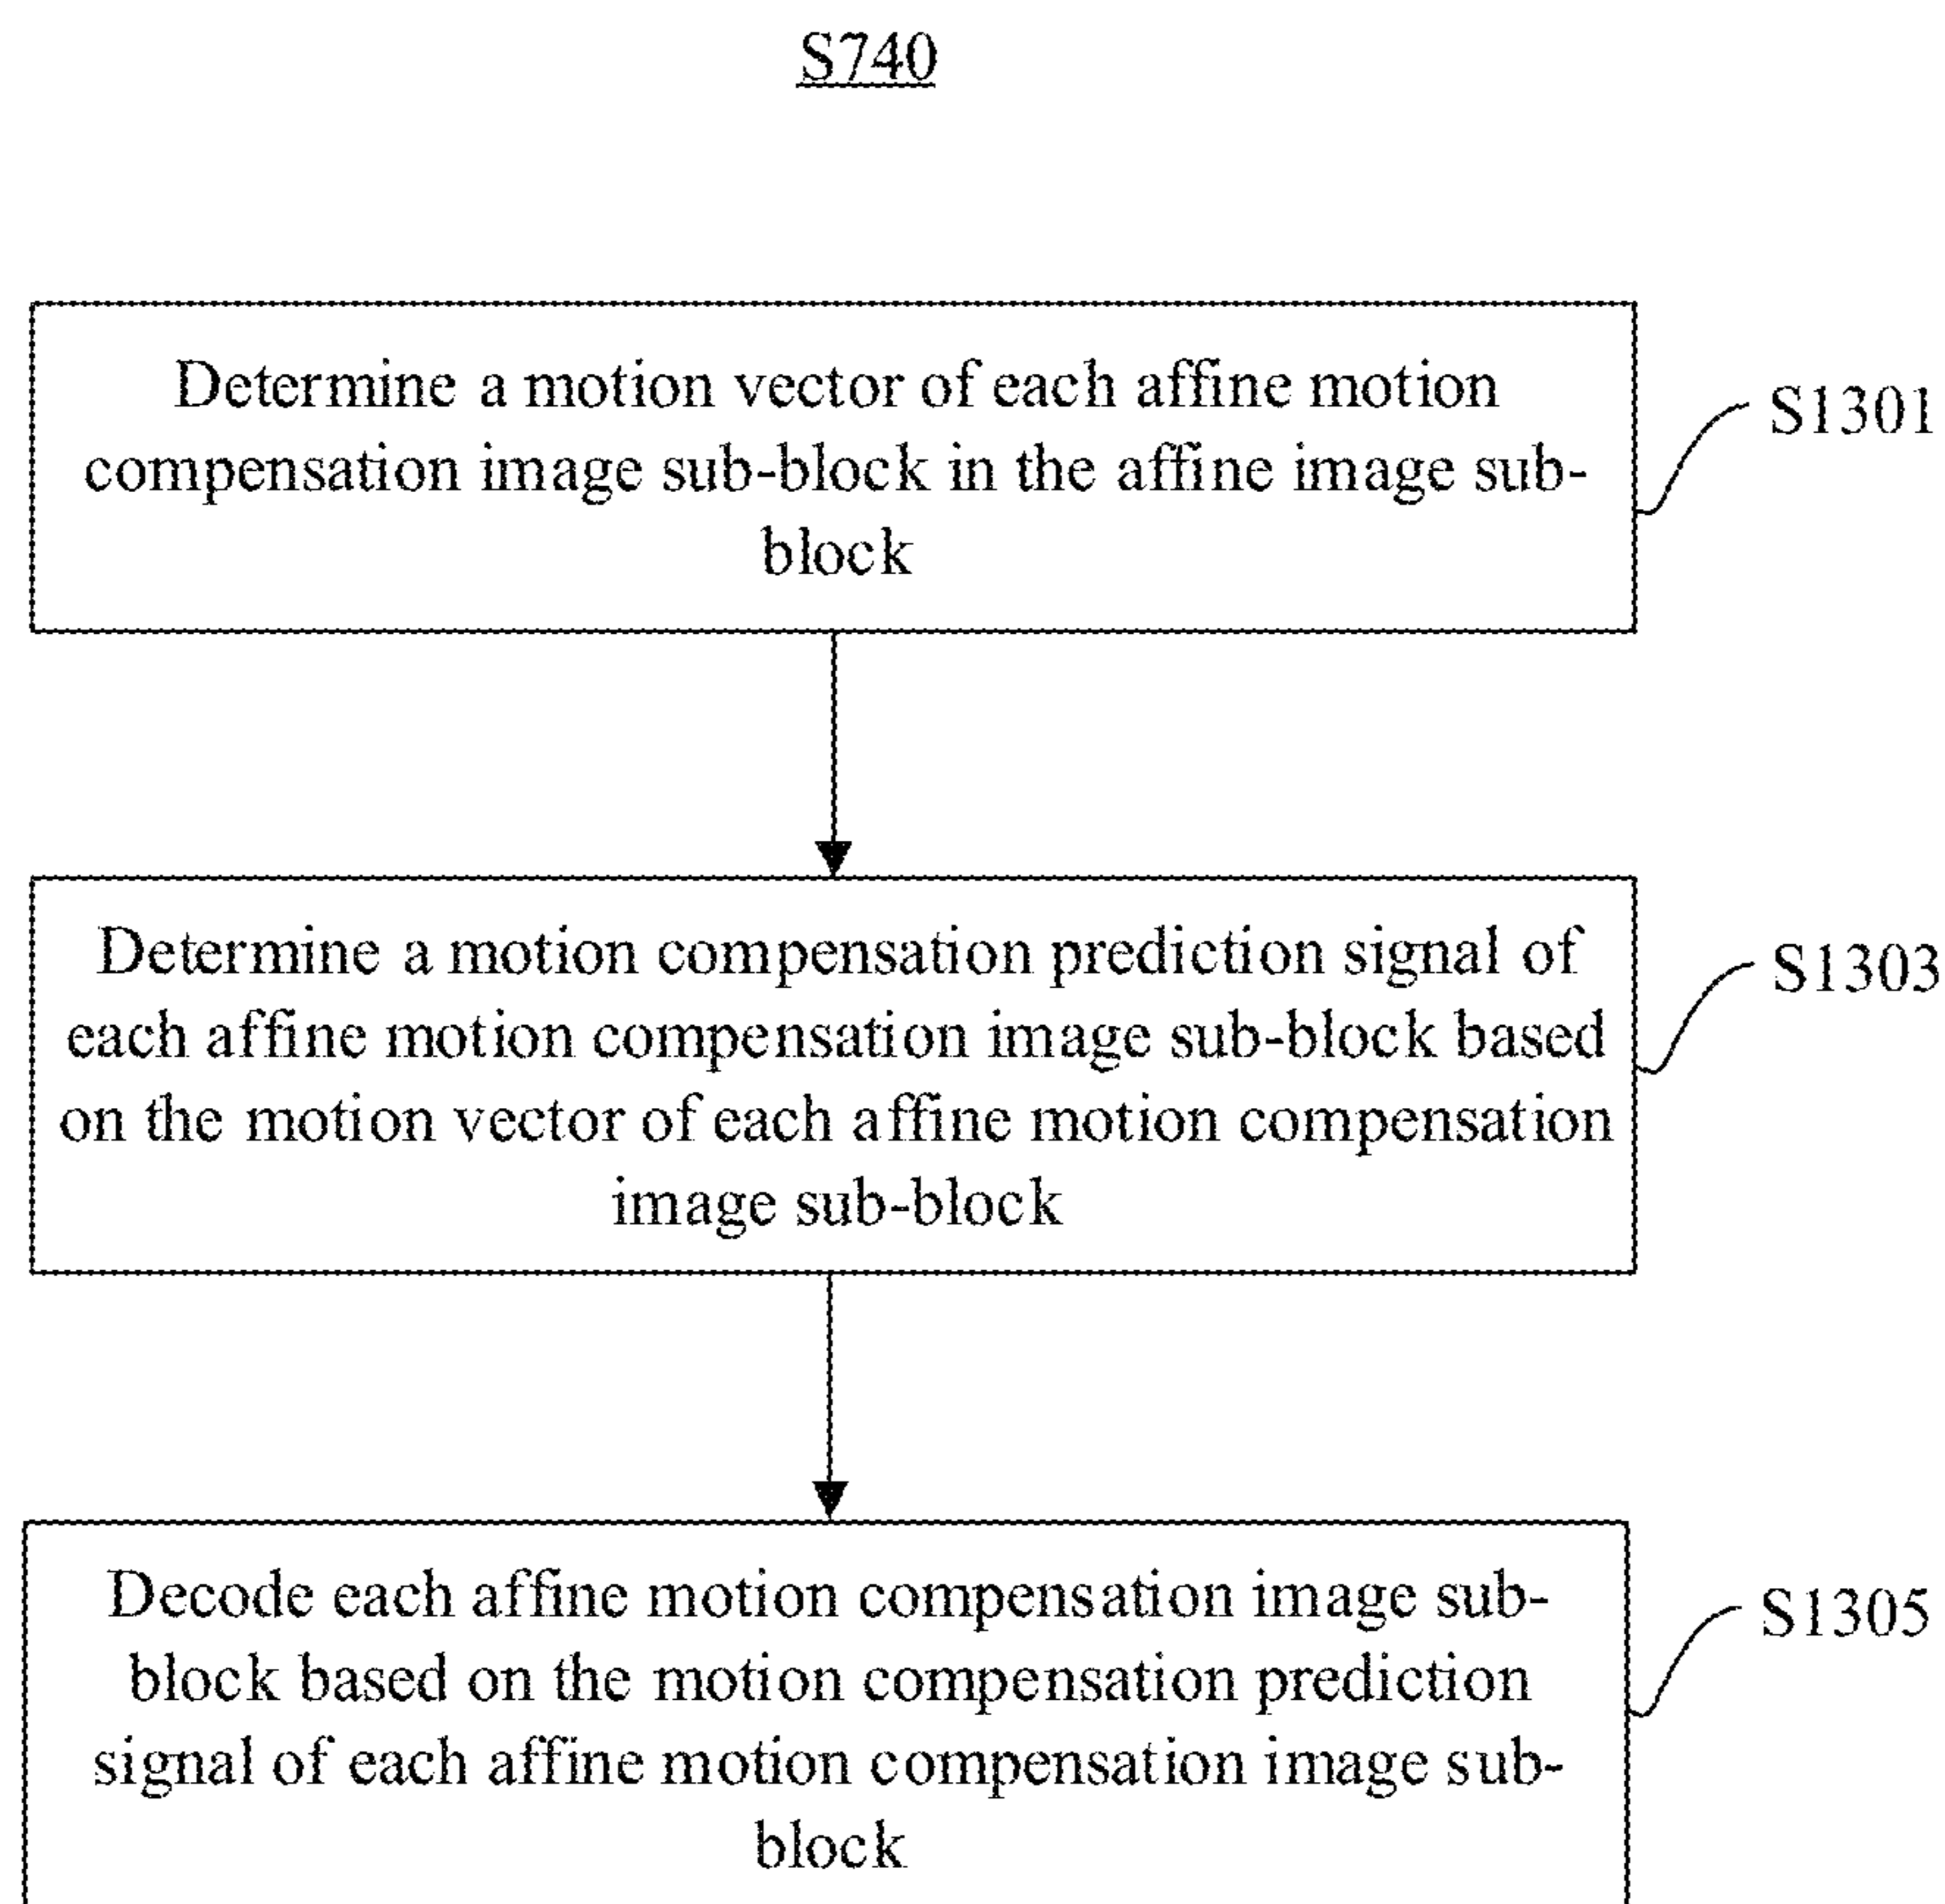 S740
Determine a motion vector of each affine motion
compensation image sub-block in the affine image sub-
block
S1301
Determine a motion compensation prediction signal of
each affine motion compensation image sub-block based
on the motion vector of each affine motion compensation
image sub-block
S1303
Decode each affine motion compensation image sub-
block based on the motion compensation prediction
signal of each affine motion compensation image sub-
block
S1305